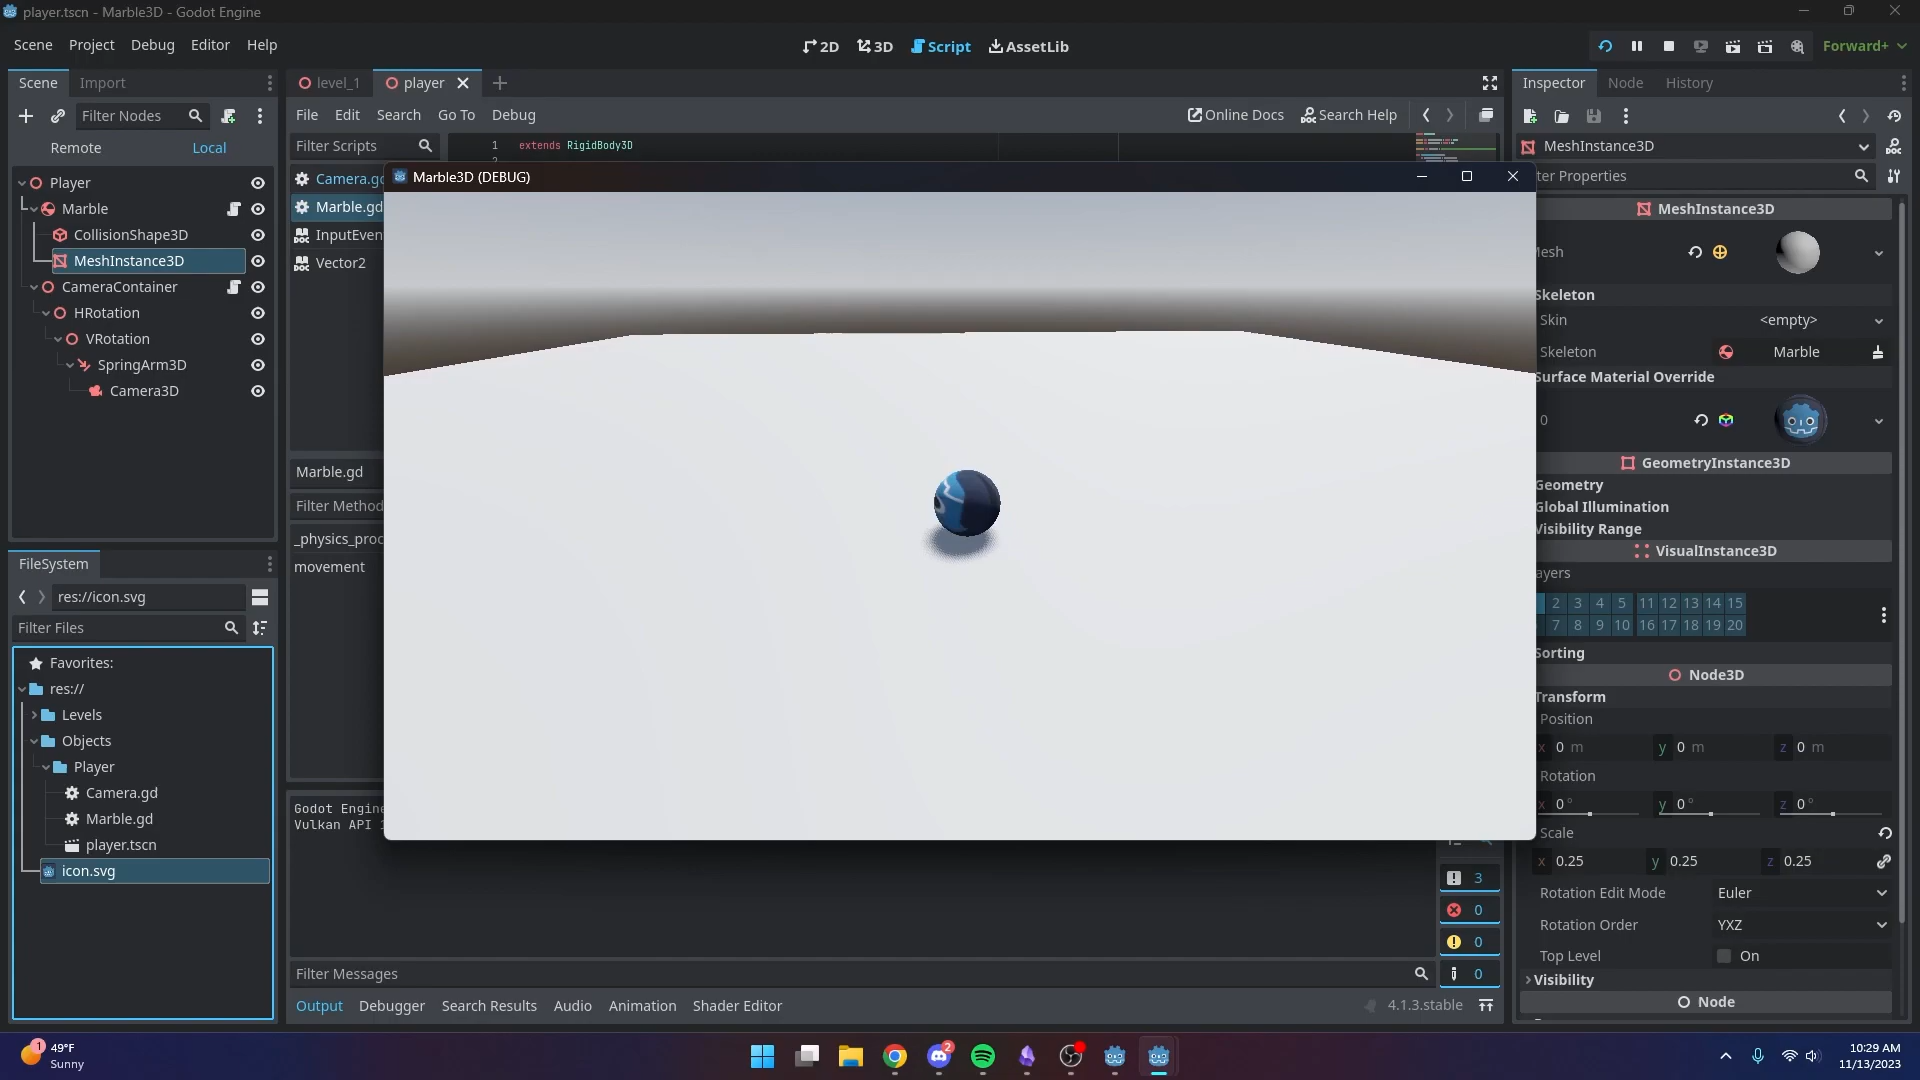 player.tscn - Marble3D - Godot Engine
Scene Project Debug Editor Help
2D 3D Script AssetLib
Forward+
Scene Import
level_1 player
Inspector Node History
Filter Nodes
File Edit Search Go To Debug
Online Docs Search Help
Remote Local
Filter Scripts
1 extends RigidBody3D
2
MeshInstance3D
ter Properties
Player
Marble
CollisionShape3D
MeshInstance3D
CameraContainer
HRotation
VRotation
SpringArm3D
Camera3D
Camera.gd
Marble.gd
DOC InputEven
DOC Vector2
Marble.gd
Filter Method
_physics_proc
movement
Marble3D (DEBUG)
MeshInstance3D
Mesh
Skeleton
Skin <empty>
Skeleton Marble
Surface Material Override
0
GeometryInstance3D
Geometry
Global Illumination
Visibility Range
VisualInstance3D
ayers
2 3 4 5 11 12 13 14 15
7 8 9 10 16 17 18 19 20
Sorting
Node3D
Transform
Position
x 0 m y 0 m z 0 m
Rotation
x 0 ° y 0 ° z 0 °
Scale
x 0.25 y 0.25 z 0.25
Rotation Edit Mode Euler
Rotation Order YXZ
Top Level On
Visibility
Node
FileSystem
res://icon.svg
Filter Files
Favorites:
res://
Levels
Objects
Player
Camera.gd
Marble.gd
player.tscn
icon.svg
Godot Engine
Vulkan API
3
0
0
0
Filter Messages
Output Debugger Search Results Audio Animation Shader Editor
4.1.3.stable
1
49°F
Sunny
2
10:29 AM
11/13/2023